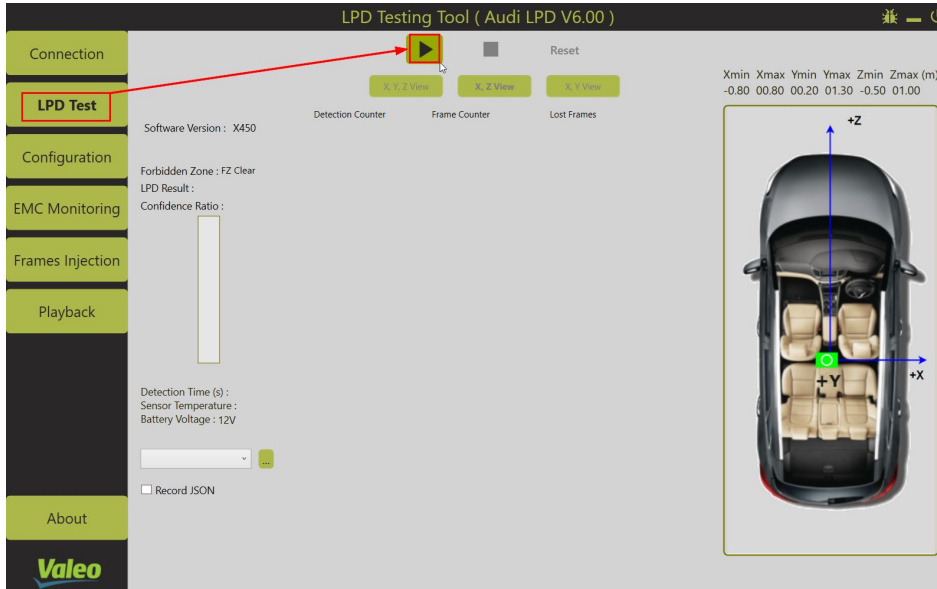 LPD Testing Tool ( Audi LPD V6.00 )
Connection
LPD Test
Configuration
EMC Monitoring
Frames Injection
Playback
About
Valeo
Reset
X, Y, Z View
X, Z View
X, Y View
Detection Counter
Frame Counter
Lost Frames
Software Version : X450
Forbidden Zone : FZ Clear
LPD Result :
Confidence Ratio :
Detection Time (s) :
Sensor Temperature :
Battery Voltage : 12V
...
Record JSON
Xmin Xmax Ymin Ymax Zmin Zmax (m)
-0.80 00.80 00.20 01.30 -0.50 01.00
+Z
+X
+Y